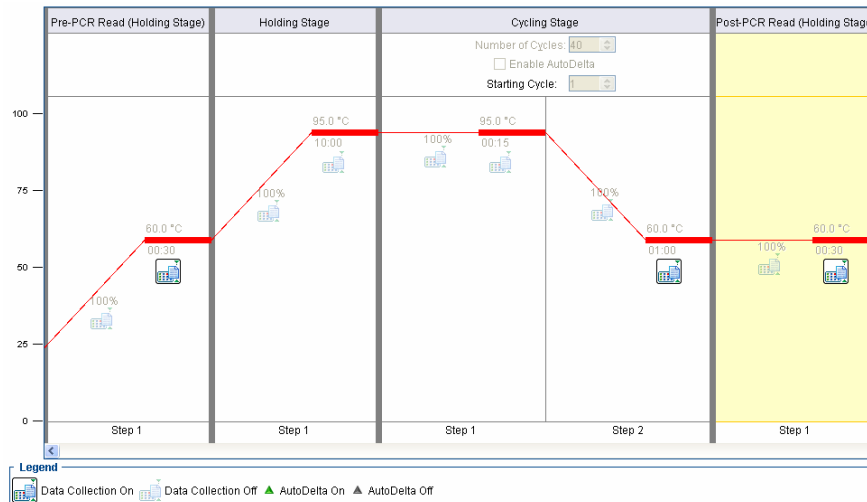 Pre-PCR Read (Holding Stage) Holding Stage Cycling Stage Post-PCR Read (Holding Stage
Number of Cycles: 40
Enable AutoDelta
Starting Cycle: 1
100
95.0 °C 95.0 °C
10:00 100% 00:15
75
100% 100%
60.0 °C 60.0 °C 60.0 °C
00:30 01:00 100% 00:30
50
100%
25
0
Step 1 Step 1 Step 1 Step 2 Step 1
Legend
Data Collection On Data Collection Off AutoDelta On AutoDelta Off